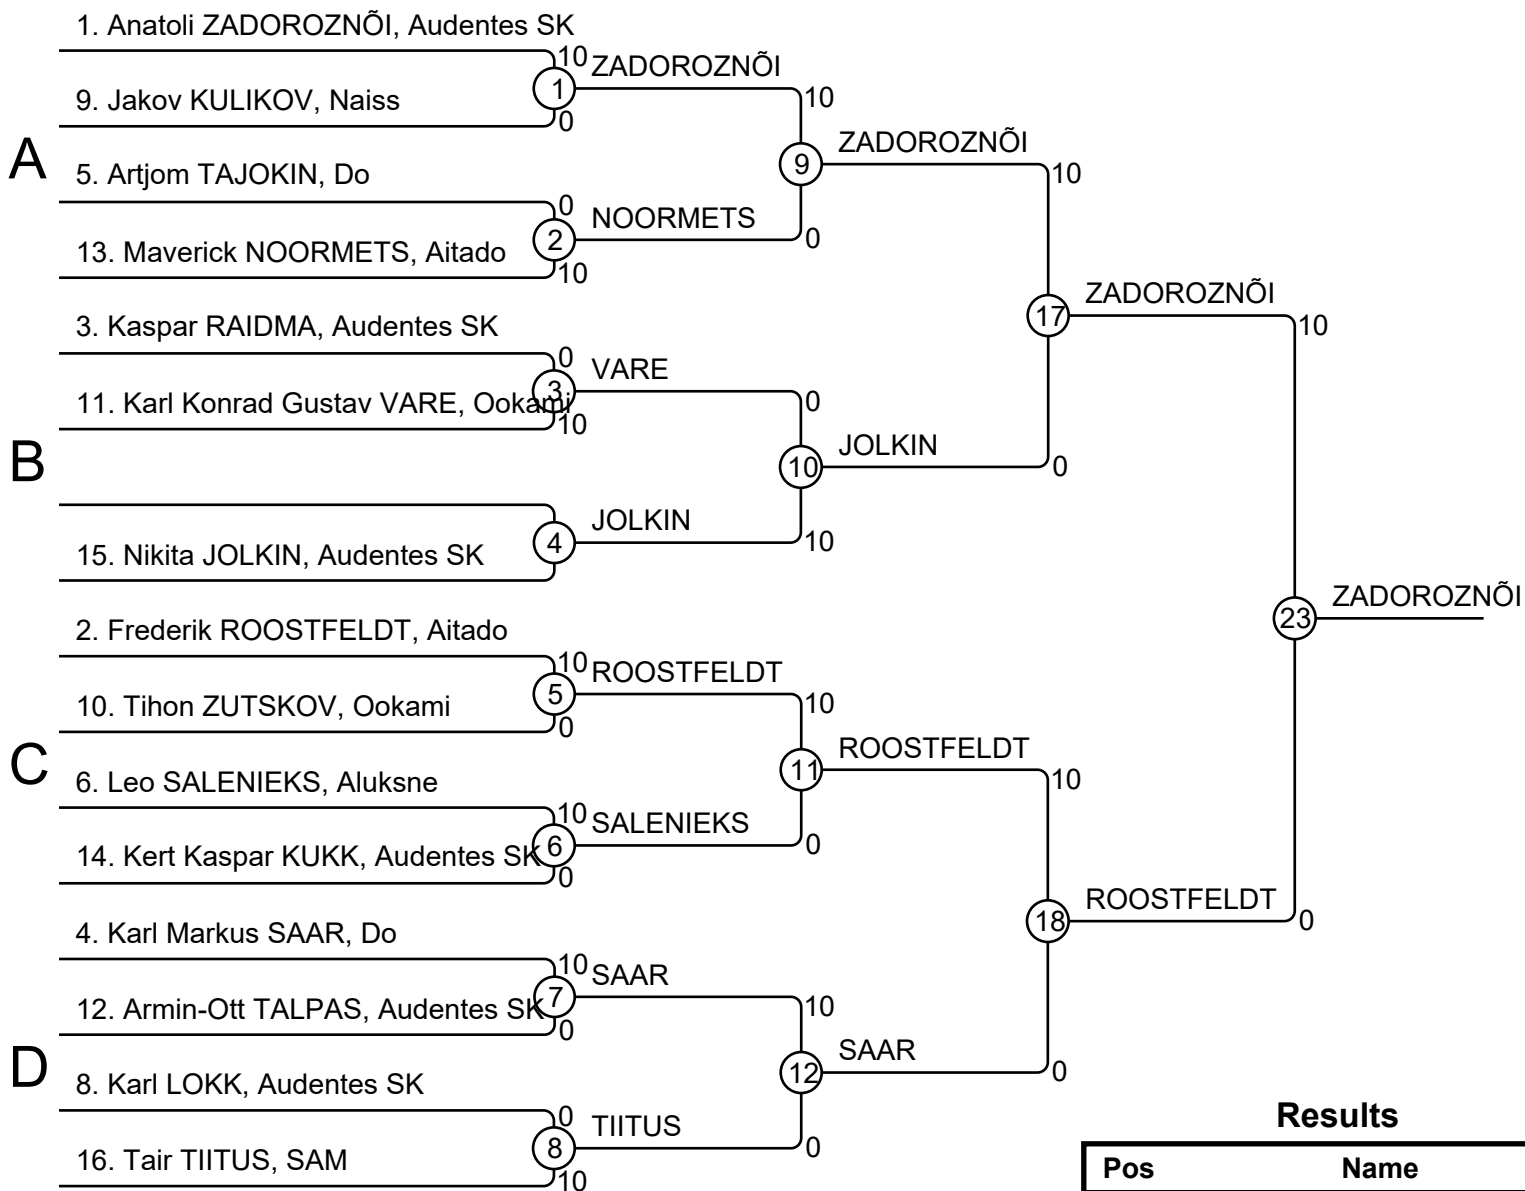 1. Anatoli ZADOROZNÕI, Audentes SK
10
1
ZADOROZNÕI
9. Jakov KULIKOV, Naiss
0
A
5. Artjom TAJOKIN, Do
0
2
NOORMETS
13. Maverick NOORMETS, Aitado
10
10
9
ZADOROZNÕI
0
3. Kaspar RAIDMA, Audentes SK
0
3
VARE
11. Karl Konrad Gustav VARE, Ookami
10
B
4
JOLKIN
15. Nikita JOLKIN, Audentes SK
0
10
JOLKIN
10
10
17
ZADOROZNÕI
0
2. Frederik ROOSTFELDT, Aitado
10
5
ROOSTFELDT
10. Tihon ZUTSKOV, Ookami
0
C
6. Leo SALENIEKS, Aluksne
10
6
SALENIEKS
14. Kert Kaspar KUKK, Audentes SK
0
10
11
ROOSTFELDT
0
4. Karl Markus SAAR, Do
10
7
SAAR
12. Armin-Ott TALPAS, Audentes SK
0
D
8. Karl LOKK, Audentes SK
0
8
TIITUS
16. Tair TIITUS, SAM
10
10
12
SAAR
0
10
18
ROOSTFELDT
0
10
23
ZADOROZNÕI
0
Results
Pos Name